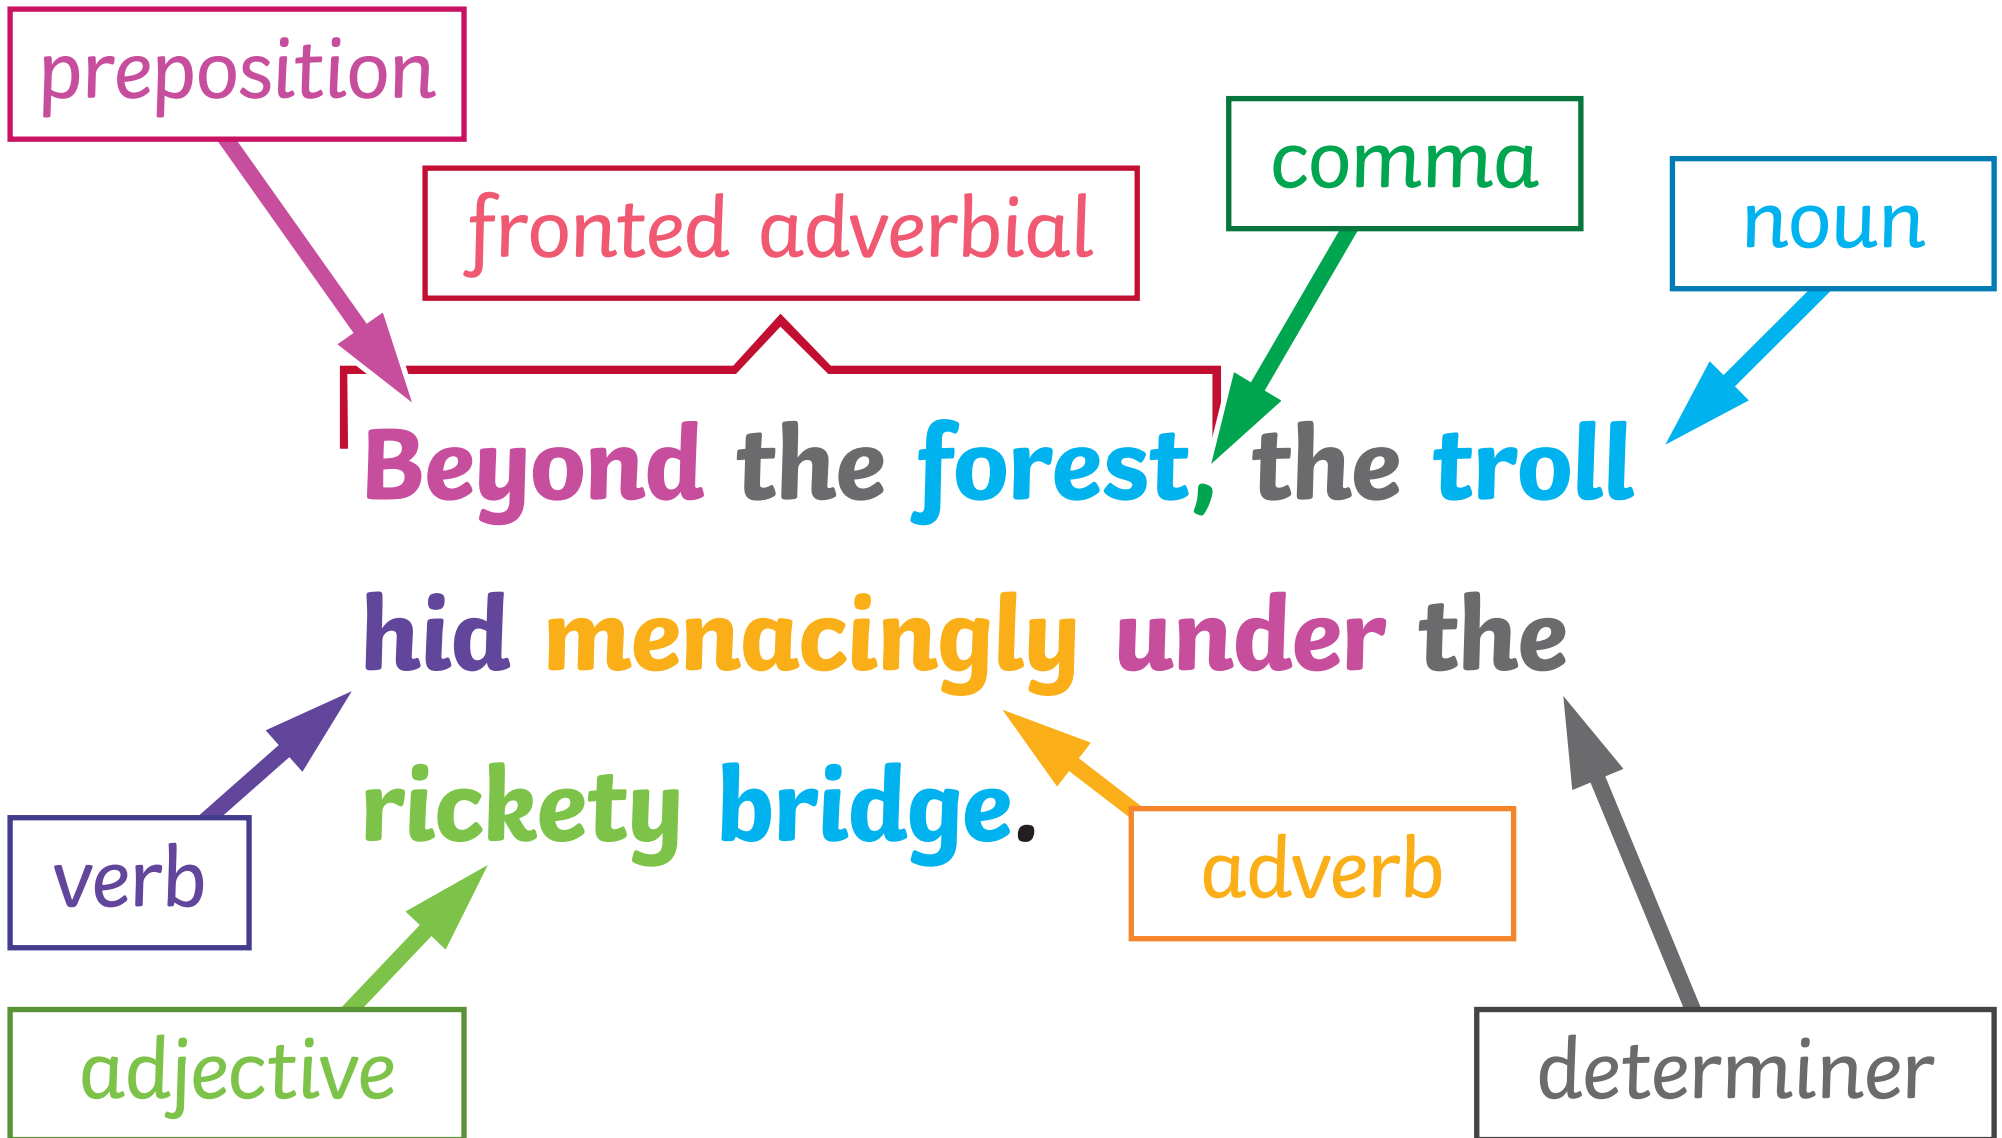 preposition
fronted adverbial
comma
noun
Beyond the forest, the troll
hid menacingly under the
rickety bridge.
verb
adverb
adjective
determiner